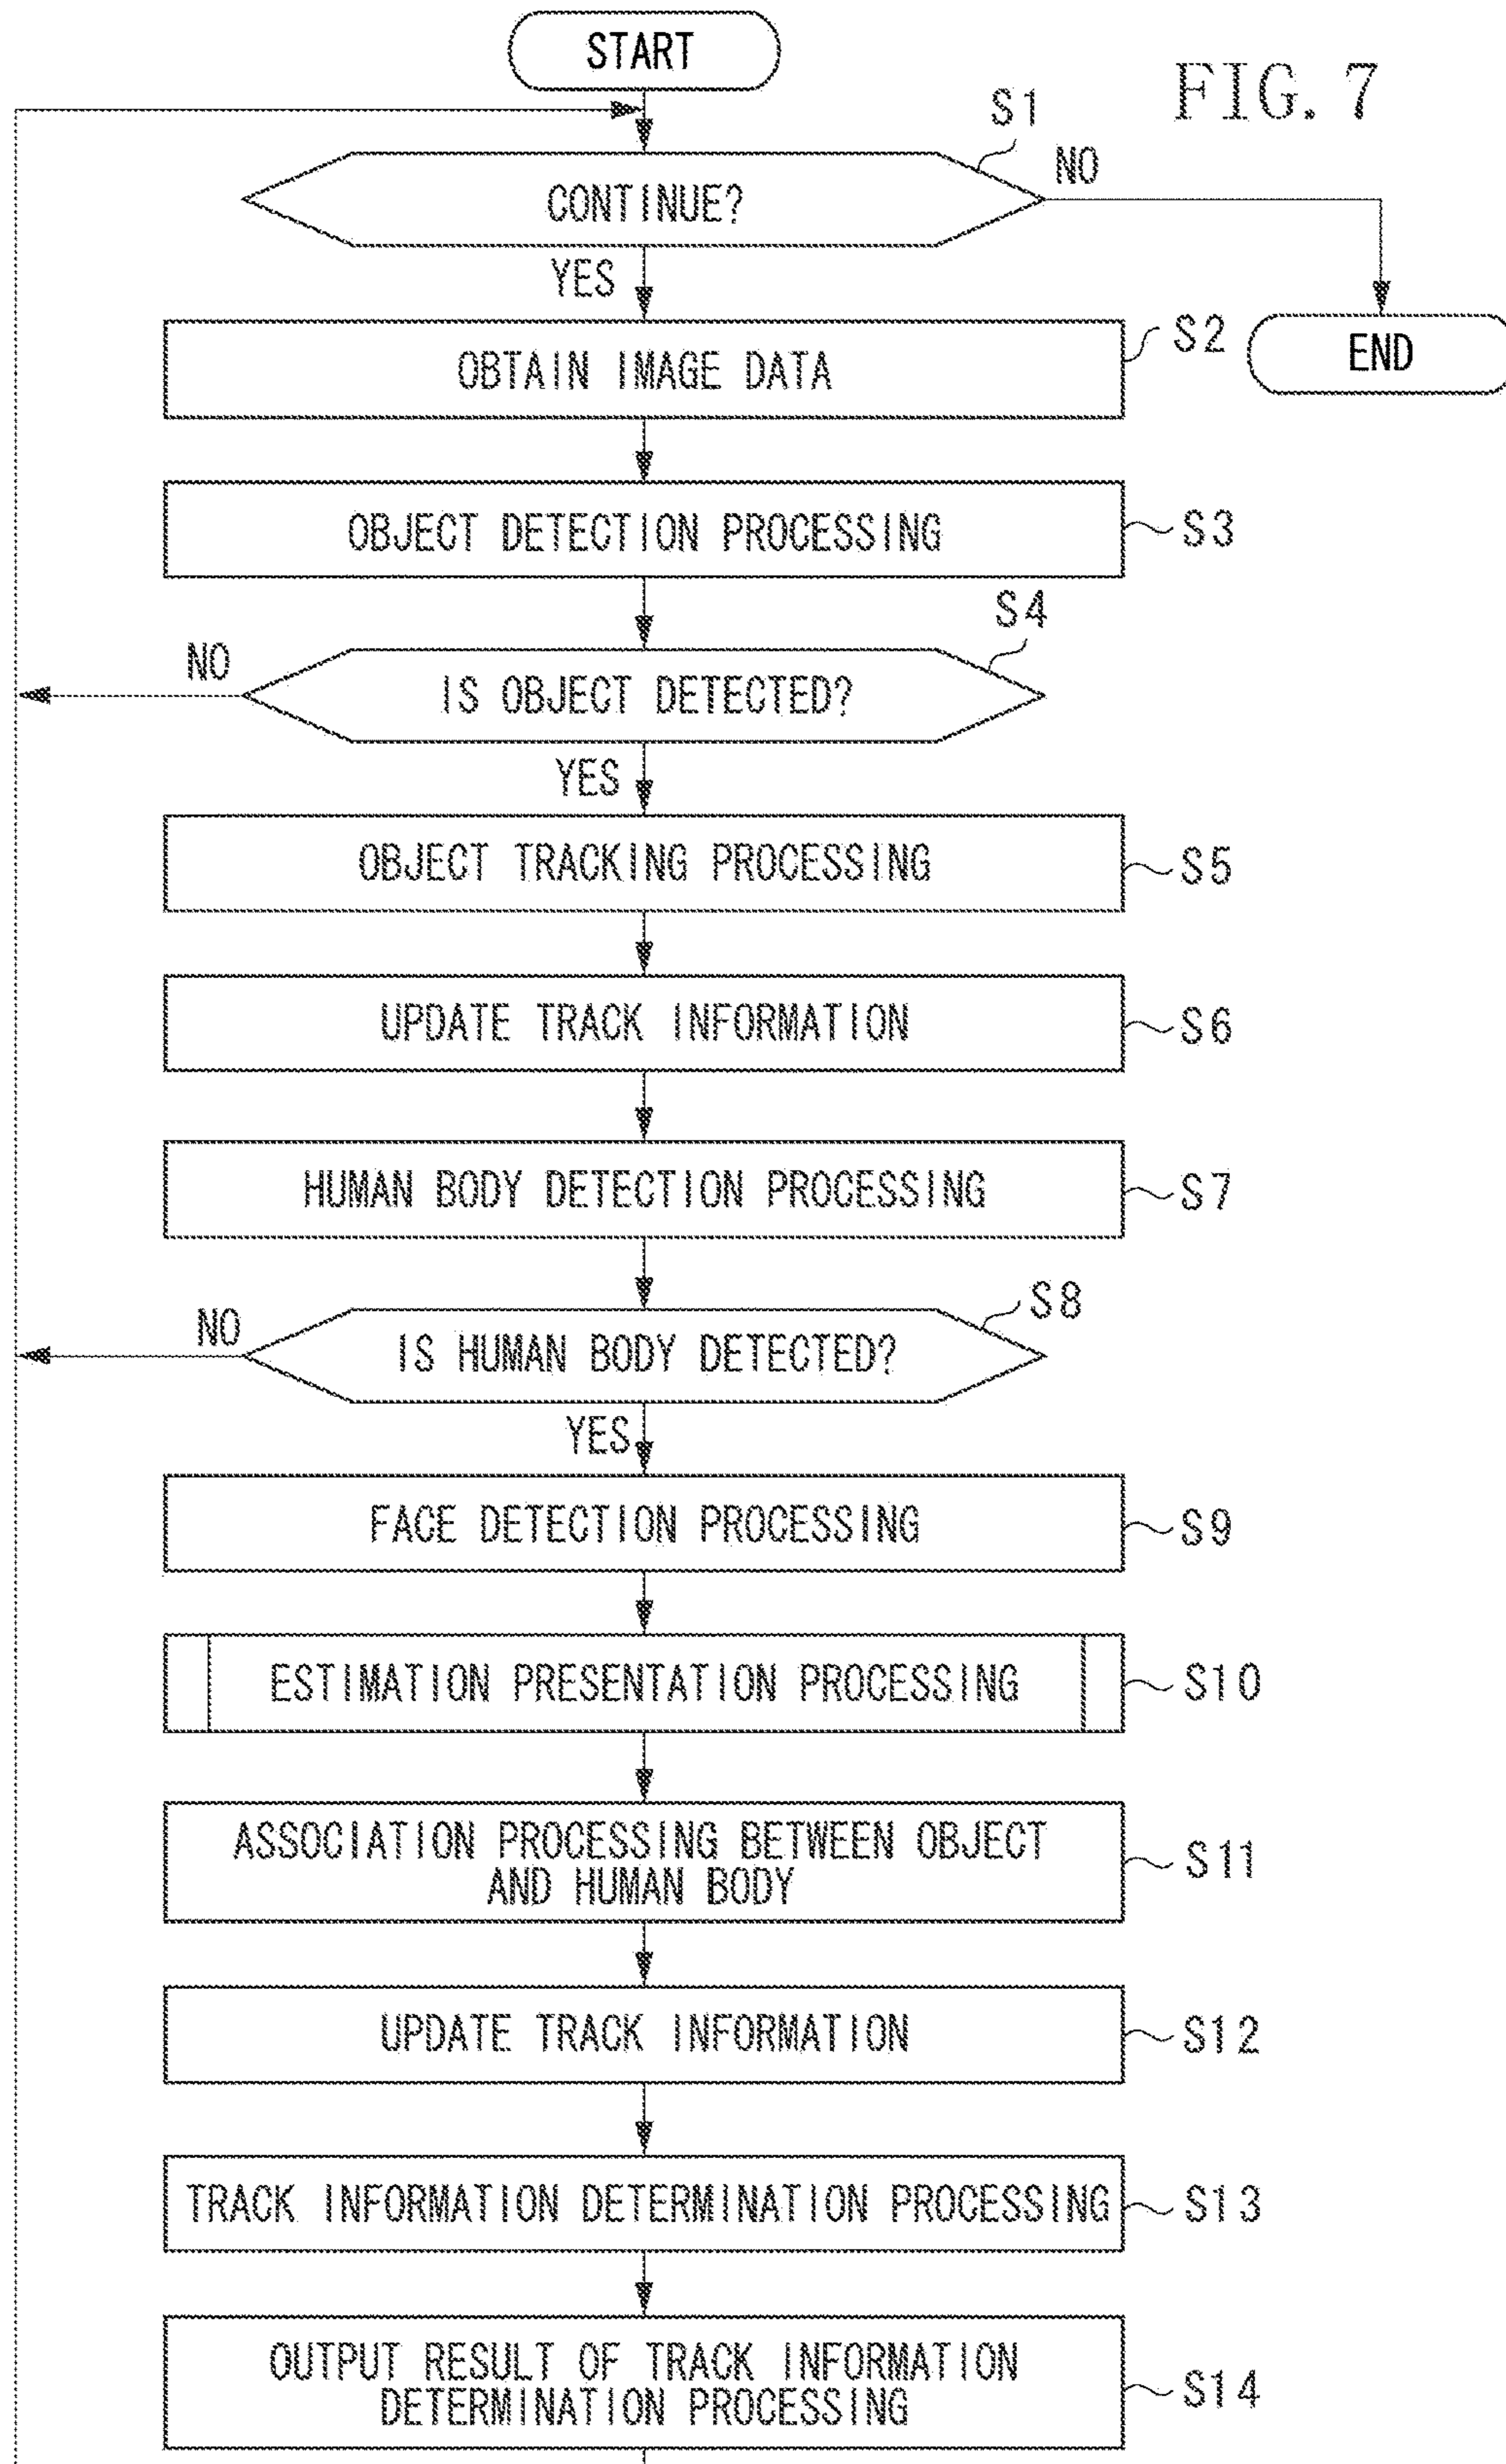 START
FIG. 7
S1
CONTINUE?
NO
YES
END
OBTAIN IMAGE DATA
S2
OBJECT DETECTION PROCESSING
S3
S4
NO
IS OBJECT DETECTED?
YES
OBJECT TRACKING PROCESSING
S5
UPDATE TRACK INFORMATION
S6
HUMAN BODY DETECTION PROCESSING
S7
S8
NO
IS HUMAN BODY DETECTED?
YES
FACE DETECTION PROCESSING
S9
ESTIMATION PRESENTATION PROCESSING
S10
ASSOCIATION PROCESSING BETWEEN OBJECT
AND HUMAN BODY
S11
UPDATE TRACK INFORMATION
S12
TRACK INFORMATION DETERMINATION PROCESSING
S13
OUTPUT RESULT OF TRACK INFORMATION
DETERMINATION PROCESSING
S14